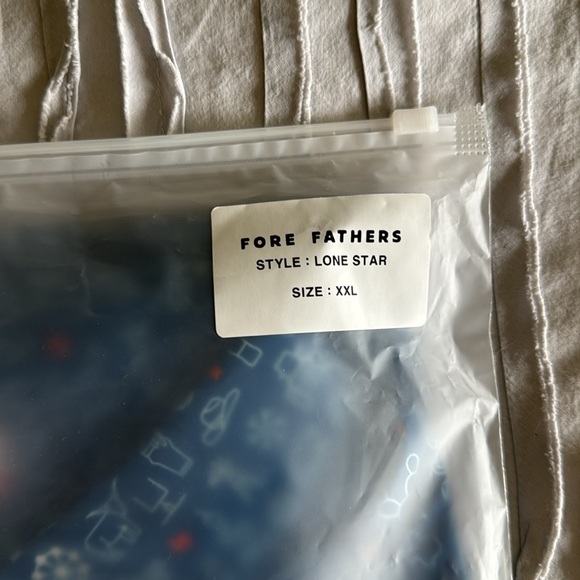 FORE FATHERS
STYLE : LONE STAR
SIZE : XXL